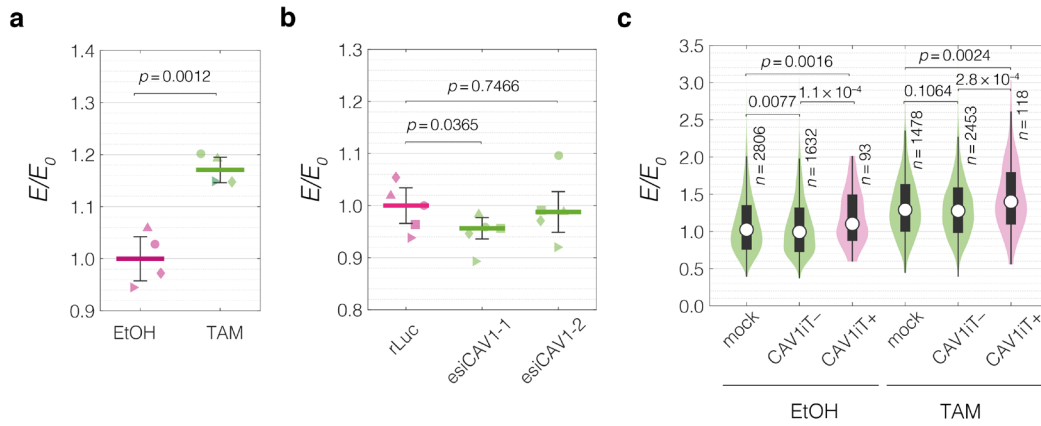 a
E/E0
1.4
1.3
1.2
1.1
1.0
0.9
p = 0.0012
EtOH
TAM
b
E/E0
1.3
1.2
1.1
1.0
0.9
0.8
p = 0.7466
p = 0.0365
rLuc
esiCAV1-1
esiCAV1-2
c
E/E0
3.5
3.0
2.5
2.0
1.5
1.0
0.5
0.0
p = 0.0016
0.0077
1.1 × 10⁻⁴
p = 0.0024
0.1064
2.8 × 10⁻⁴
n = 2806
n = 1632
n = 93
n = 1478
n = 2453
n = 118
mock
CAV1iT–
CAV1iT+
mock
CAV1iT–
CAV1iT+
EtOH
TAM